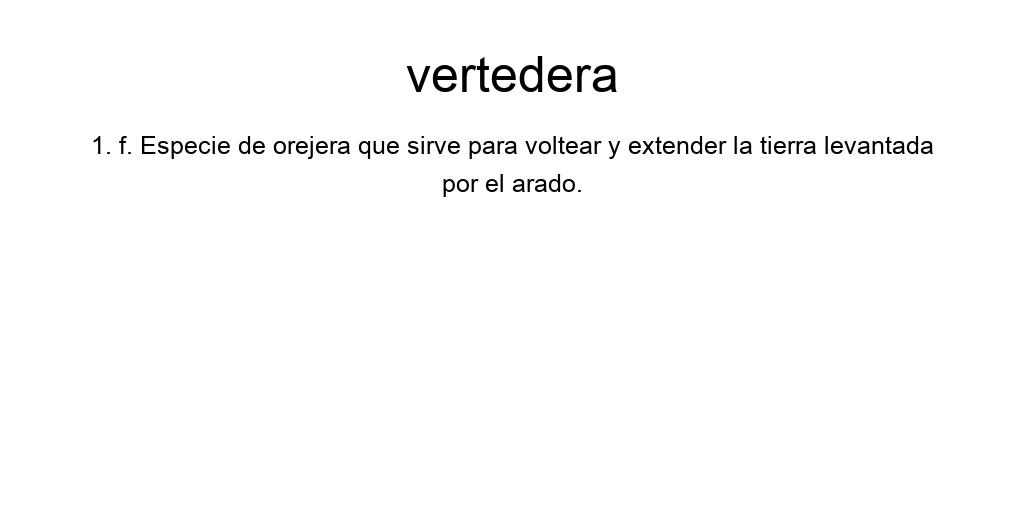 vertedera
1. f. Especie de orejera que sirve para voltear y extender la tierra levantada
por el arado.